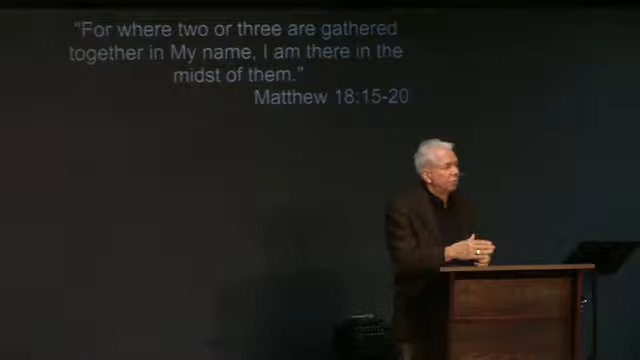 "For where two or three are gathered
together in My name, I am there in the
midst of them."
Matthew 18:15-20